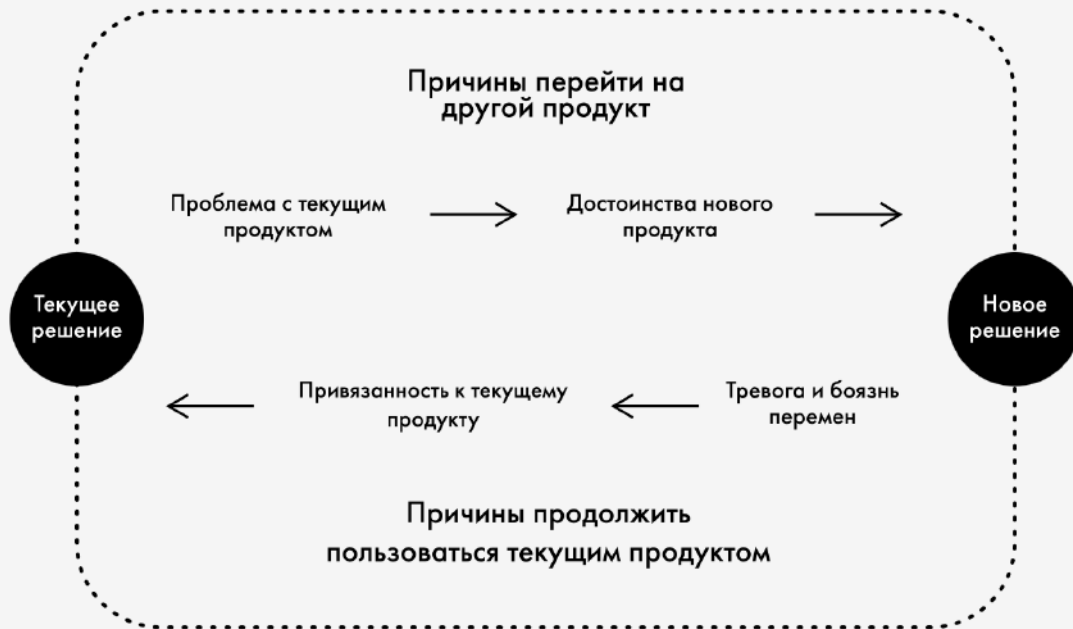 Причины перейти на
другой продукт
Проблема с текущим
продуктом
Достоинства нового
продукта
Текущее
решение
Новое
решение
Привязанность к текущему
продукту
Тревога и боязнь
перемен
Причины продолжить
пользоваться текущим продуктом